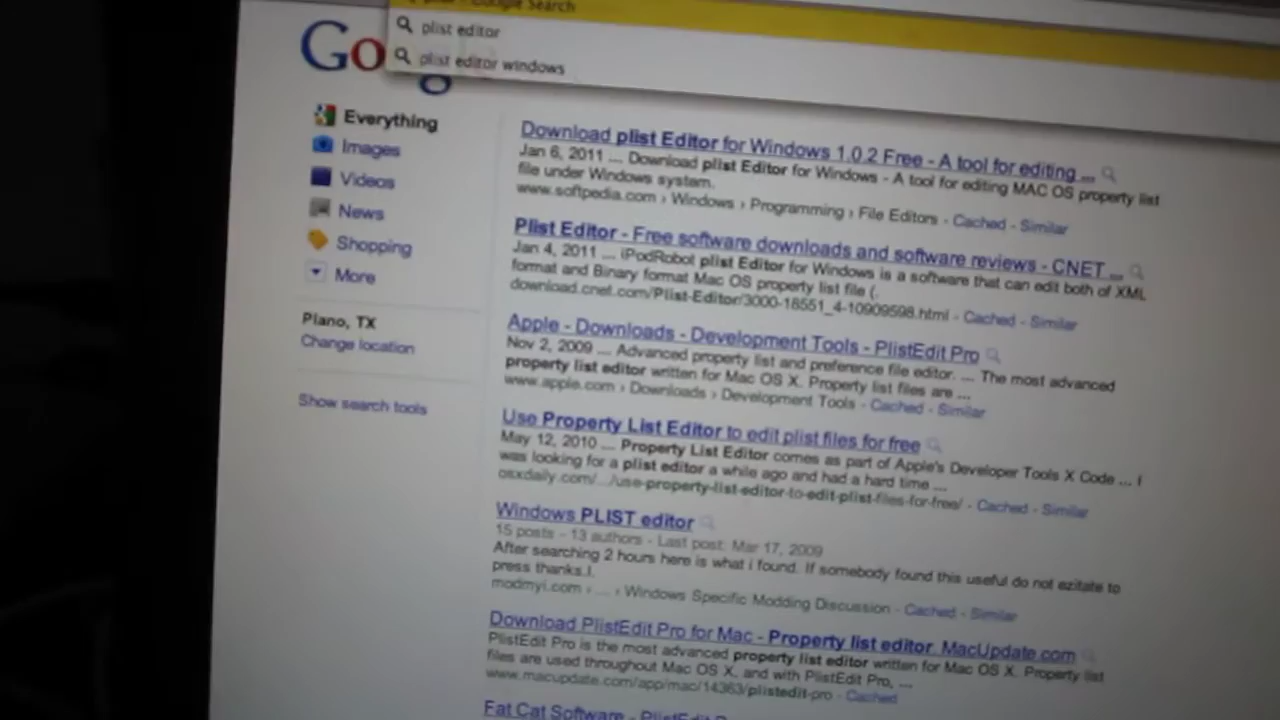 Google Search
plist editor
plist editor windows
Go g
Everything
Images
Videos
News
Shopping
More
Plano, TX
Change location
Show search tools
Download plist Editor for Windows 1.0.2 Free - A tool for editing ...
Jan 6, 2011 ... Download plist Editor for Windows - A tool for editing MAC OS property list
file under Windows system.
www.softpedia.com › Windows › Programming › File Editors - Cached - Similar
Plist Editor - Free software downloads and software reviews - CNET ...
Jan 4, 2011 ... iPodRobot plist Editor for Windows is a software that can edit both of XML
format and Binary format Mac OS property list file (.
download.cnet.com/Plist-Editor/3000-18551_4-10909598.html - Cached - Similar
Apple - Downloads - Development Tools - PlistEdit Pro
Nov 2, 2009 ... Advanced property list and preference file editor. ... The most advanced
property list editor written for Mac OS X. Property list files are ...
www.apple.com › Downloads › Development Tools - Cached - Similar
Use Property List Editor to edit plist files for free
May 12, 2010 ... Property List Editor comes as part of Apple's Developer Tools X Code ... I
was looking for a plist editor a while ago and had a hard time ...
osxdaily.com/.../use-property-list-editor-to-edit-plist-files-for-free/ - Cached - Similar
Windows PLIST editor
15 posts - 13 authors - Last post: Mar 17, 2009
After searching 2 hours here is what i found. If somebody found this useful do not ezitate to
press thanks.I.
modmyi.com › ... › Windows Specific Modding Discussion - Cached - Similar
Download PlistEdit Pro for Mac - Property list editor. MacUpdate.com
PlistEdit Pro is the most advanced property list editor written for Mac OS X. Property list
files are used throughout Mac OS X, and with PlistEdit Pro, ...
www.macupdate.com/app/mac/14363/plistedit-pro - Cached
Fat Cat Software - PlistEdit